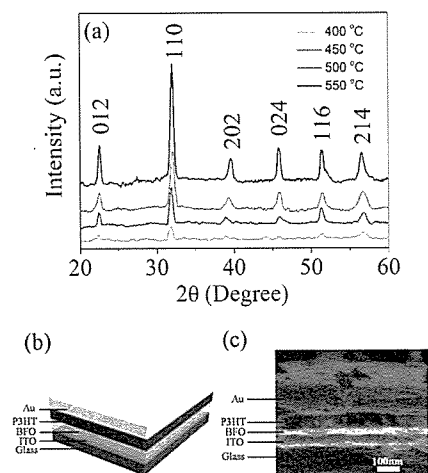 (a)
400 °C
450 °C
500 °C
550 °C
012
110
202
024
116
214
Intensity (a.u.)
20 30 40 50 60
2θ (Degree)
(b)
Au
P3HT
BFO
ITO
Glass
(c)
Au
P3HT
BFO
ITO
Glass
100nm